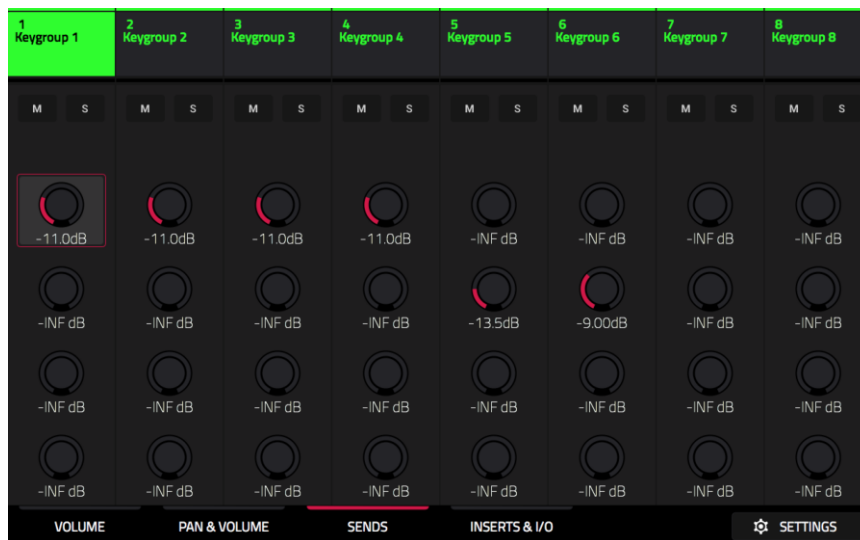 1 2 3 4 5 6 7 8
Keygroup 1 Keygroup 2 Keygroup 3 Keygroup 4 Keygroup 5 Keygroup 6 Keygroup 7 Keygroup 8
M S M S M S M S M S M S M S M S
-11.0dB -11.0dB -11.0dB -11.0dB -INF dB -INF dB -INF dB -INF dB
-INF dB -INF dB -INF dB -INF dB -13.5dB -9.00dB -INF dB -INF dB
-INF dB -INF dB -INF dB -INF dB -INF dB -INF dB -INF dB -INF dB
-INF dB -INF dB -INF dB -INF dB -INF dB -INF dB -INF dB -INF dB
VOLUME PAN & VOLUME SENDS INSERTS & I/O SETTINGS